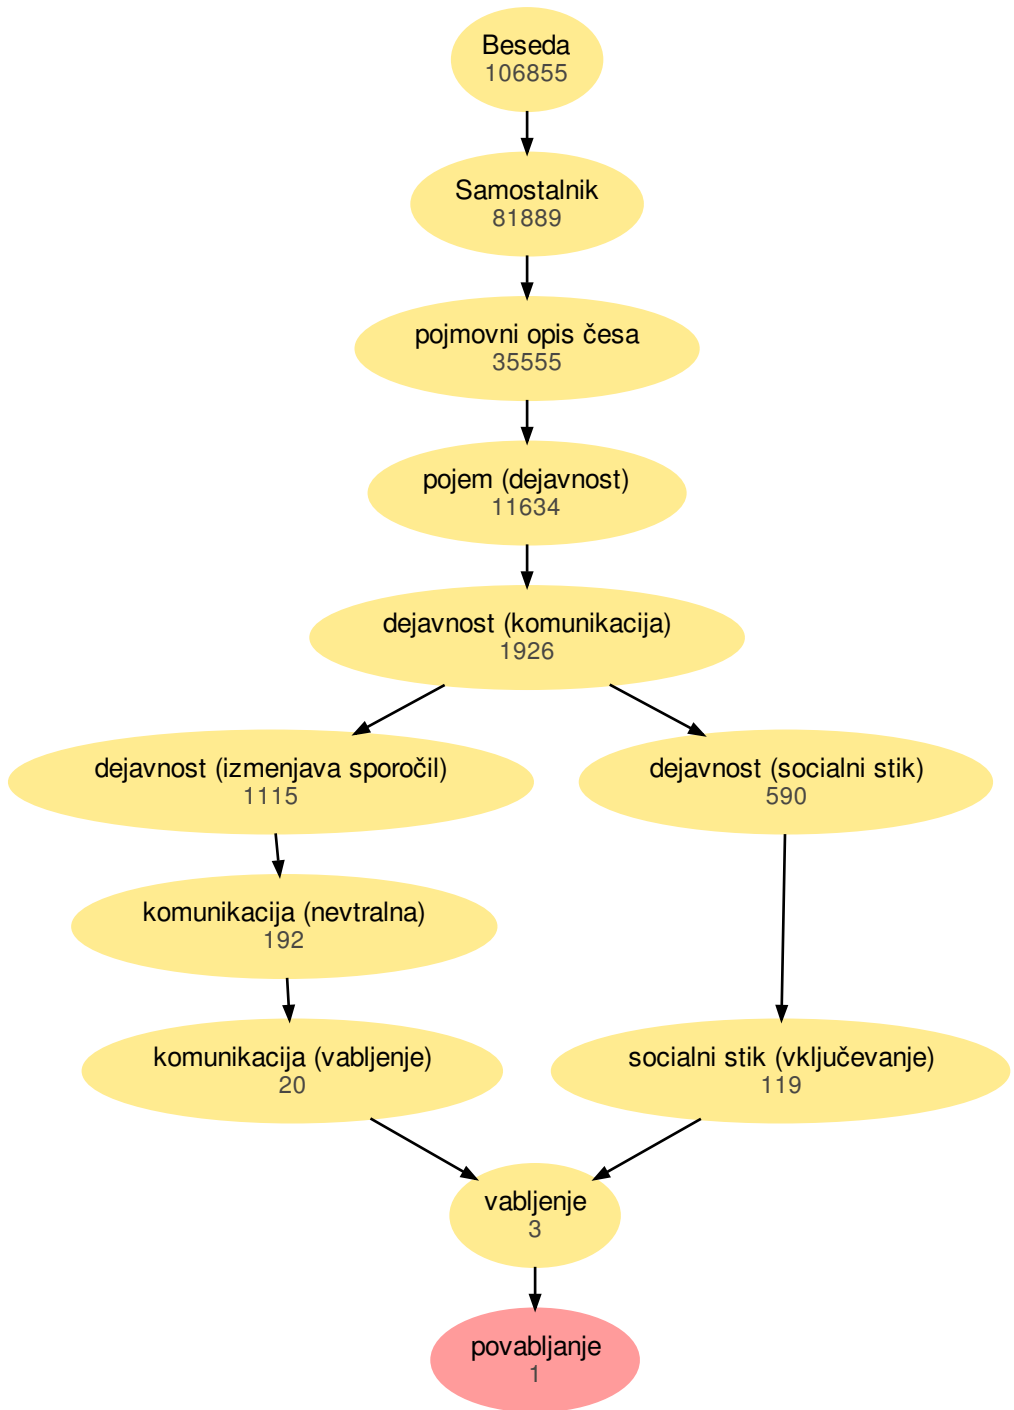 Beseda
106855
Samostalnik
81889
pojmovni opis česa
35555
pojem (dejavnost)
11634
dejavnost (komunikacija)
1926
dejavnost (izmenjava sporočil)
1115
dejavnost (socialni stik)
590
komunikacija (nevtralna)
192
komunikacija (vabljenje)
20
socialni stik (vključevanje)
119
vabljenje
3
povabljanje
1